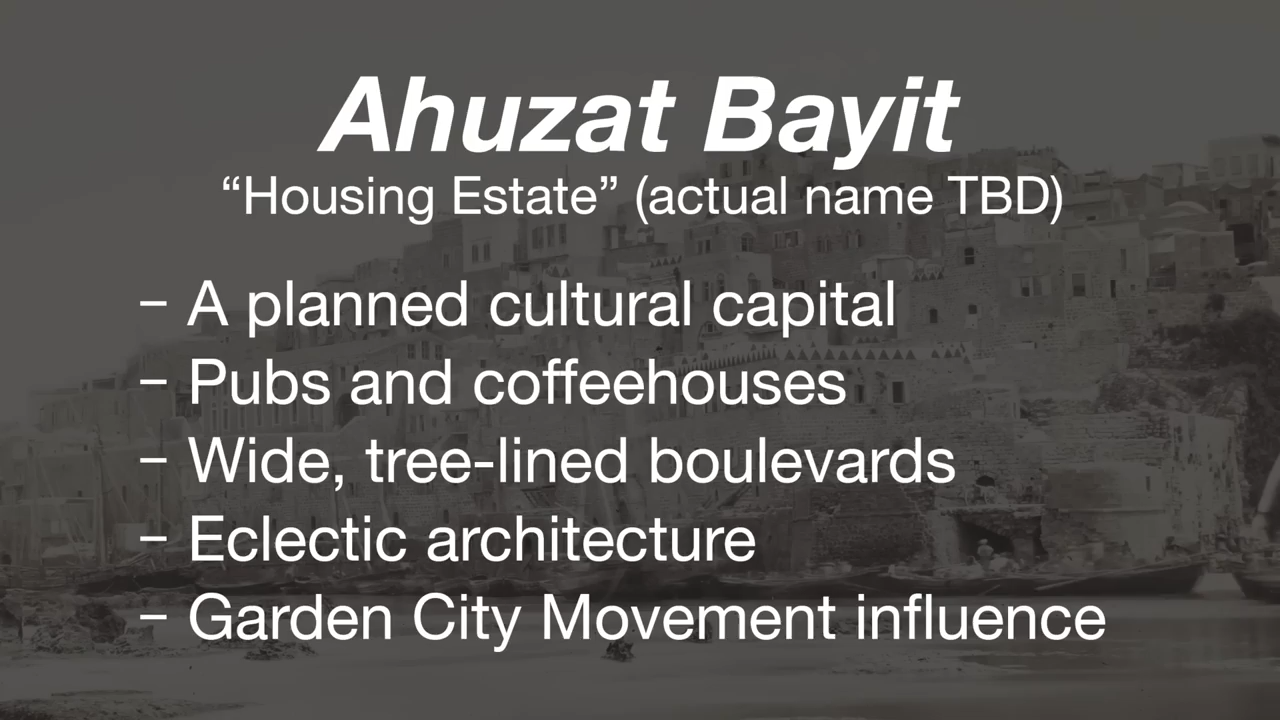 Ahuzat Bayit
“Housing Estate” (actual name TBD)
– A planned cultural capital
– Pubs and coffeehouses
– Wide, tree-lined boulevards
– Eclectic architecture
– Garden City Movement influence